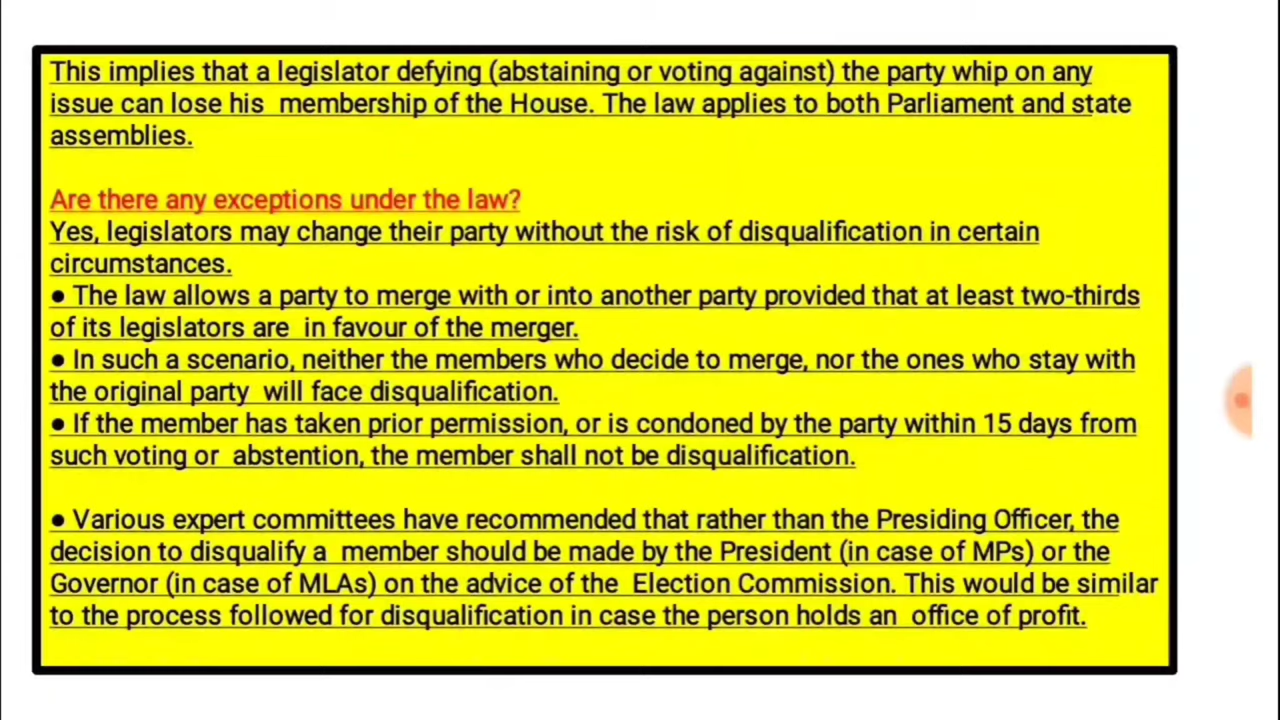 This implies that a legislator defying (abstaining or voting against) the party whip on any
issue can lose his  membership of the House. The law applies to both Parliament and state
assemblies.
Are there any exceptions under the law?
Yes, legislators may change their party without the risk of disqualification in certain
circumstances.
● The law allows a party to merge with or into another party provided that at least two-thirds
of its legislators are  in favour of the merger.
● In such a scenario, neither the members who decide to merge, nor the ones who stay with
the original party  will face disqualification.
● If the member has taken prior permission, or is condoned by the party within 15 days from
such voting or  abstention, the member shall not be disqualification.
● Various expert committees have recommended that rather than the Presiding Officer, the
decision to disqualify a  member should be made by the President (in case of MPs) or the
Governor (in case of MLAs) on the advice of the  Election Commission. This would be similar
to the process followed for disqualification in case the person holds an  office of profit.